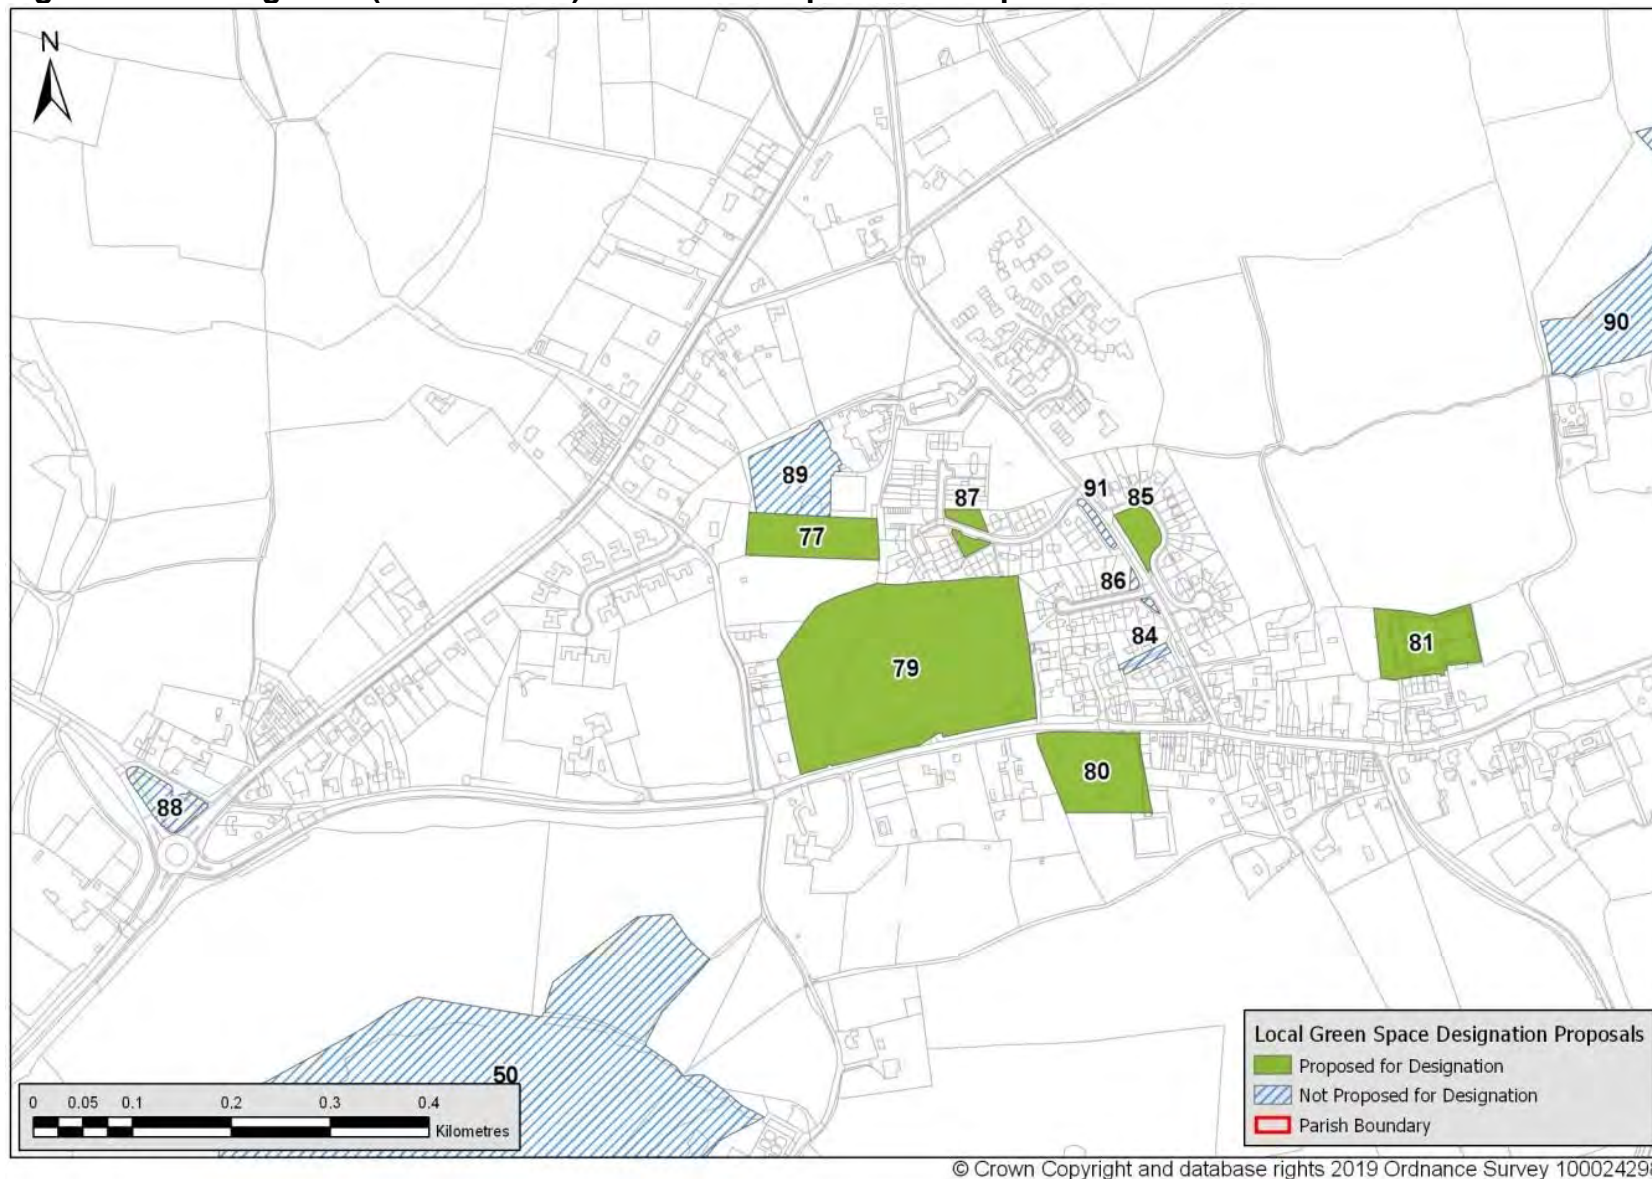 N
90
89
91
85
87
77
86
84
79
81
80
88
50
0 0.05 0.1 0.2 0.3 0.4
Kilometres
Local Green Space Designation Proposals
Proposed for Designation
Not Proposed for Designation
Parish Boundary
© Crown Copyright and database rights 2019 Ordnance Survey 100024298